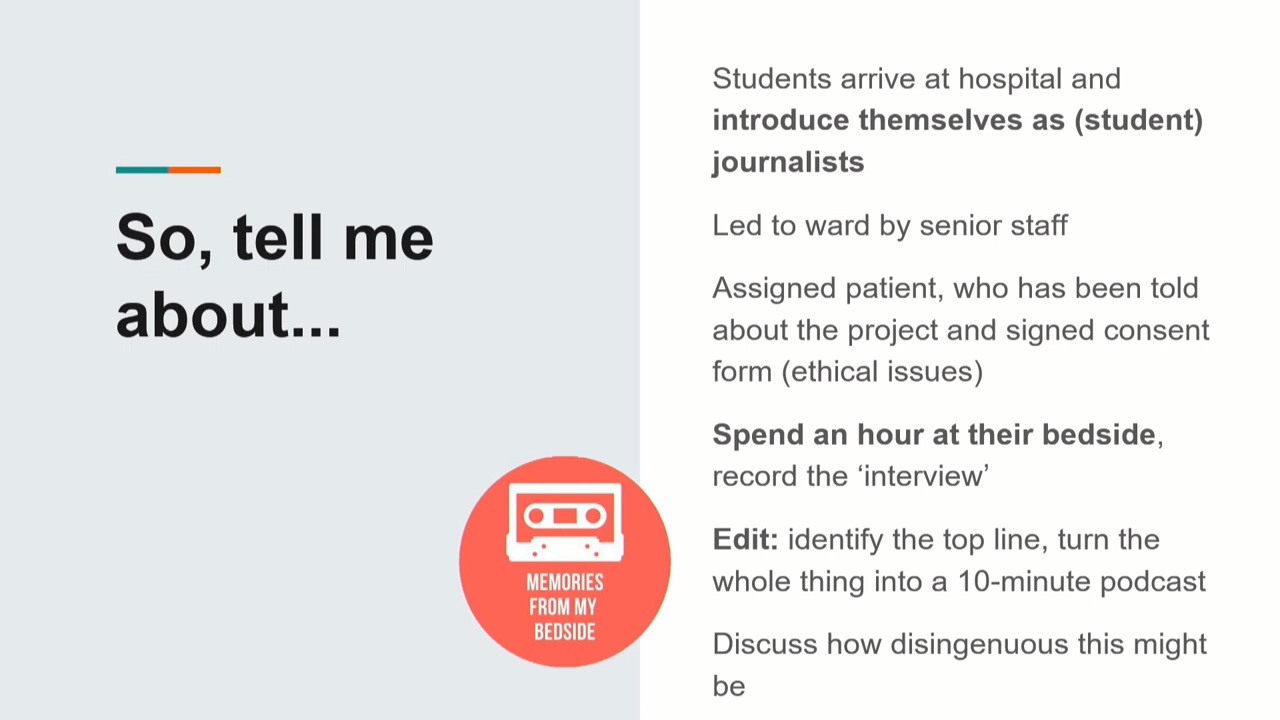 So, tell me
about...
MEMORIES
FROM MY
BEDSIDE
Students arrive at hospital and
introduce themselves as (student)
journalists
Led to ward by senior staff
Assigned patient, who has been told
about the project and signed consent
form (ethical issues)
Spend an hour at their bedside,
record the ‘interview’
Edit: identify the top line, turn the
whole thing into a 10-minute podcast
Discuss how disingenuous this might
be